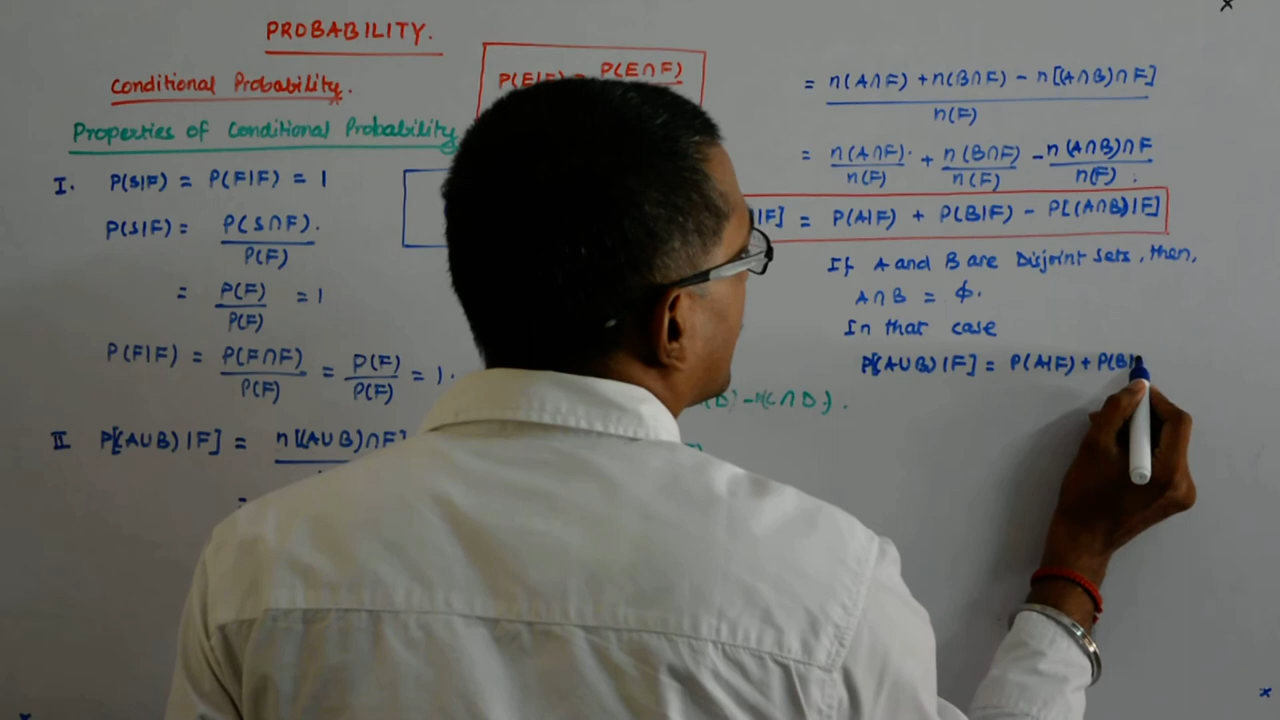 PROBABILITY.
Conditional Probability.
Properties of Conditional Probability
I. P(S|F) = P(F|F) = 1
P(S|F) = P(S∩F). / P(F)
= P(F) / P(F) = 1
P(F|F) = P(F∩F) / P(F) = P(F) / P(F) = 1.
II P[(A∪B)|F] = n[(A∪B)∩F]
=
P(E|F) = P(E∩F)
= n(A∩F) + n(B∩F) - n[(A∩B)∩F] / n(F)
= n(A∩F). / n(F) + n(B∩F) / n(F) - n(A∩B)∩F / n(F).
|F] = P(A|F) + P(B|F) - P[(A∩B)|F]
If A and B are Disjoint sets, then,
A∩B = ϕ.
In that case
P[(A∪B)|F] = P(A|F) + P(B|